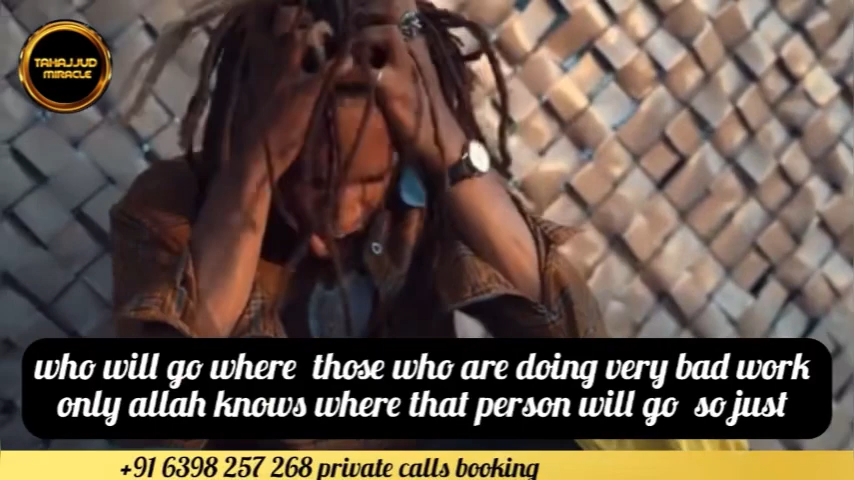 TAHAJJUD
MIRACLE
who will go where those who are doing very bad work
only allah knows where that person will go so just
+91 6398 257 268 private calls booking